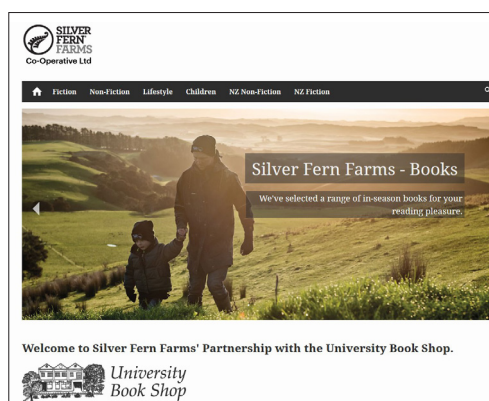 SILVER
FERN
FARMS
Co-Operative Ltd
Fiction Non-Fiction Lifestyle Children NZ Non-Fiction NZ Fiction
Silver Fern Farms - Books
We've selected a range of in-season books for your
reading pleasure.
Welcome to Silver Fern Farms' Partnership with the University Book Shop.
University
Book Shop